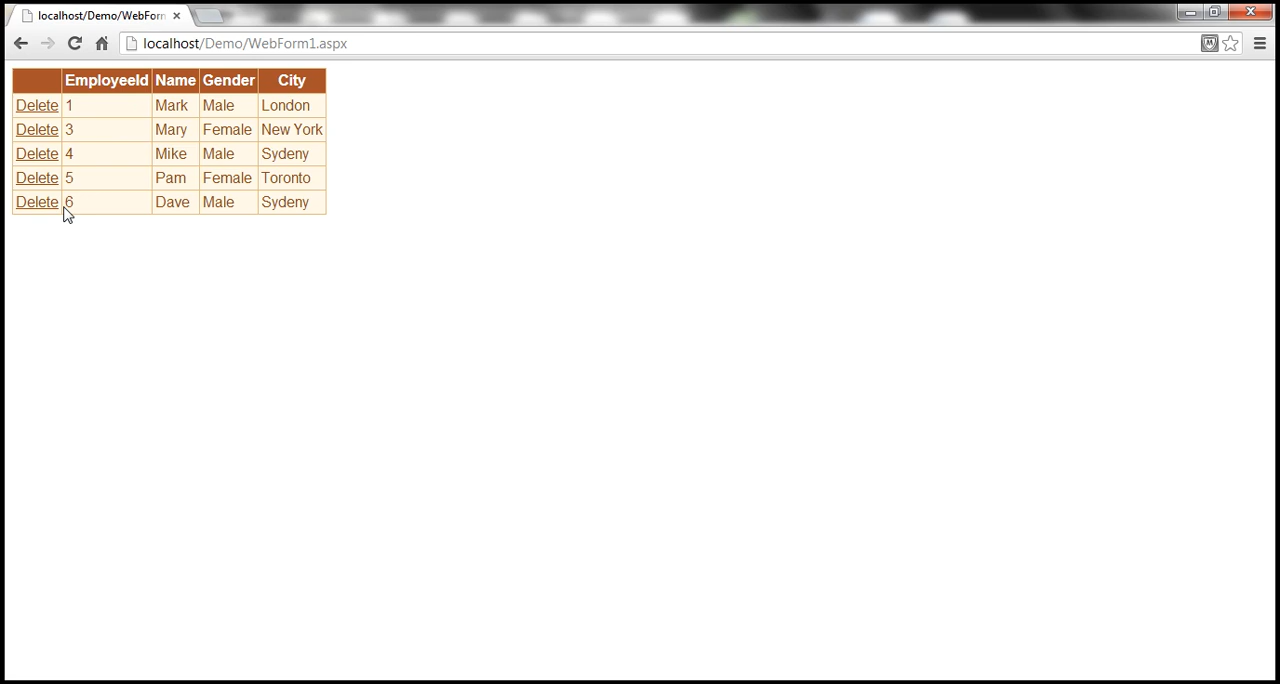 localhost/Demo/WebForm
localhost/Demo/WebForm1.aspx
EmployeeId Name Gender City
Delete 1 Mark Male London
Delete 3 Mary Female New York
Delete 4 Mike Male Sydeny
Delete 5 Pam Female Toronto
Delete 6 Dave Male Sydeny